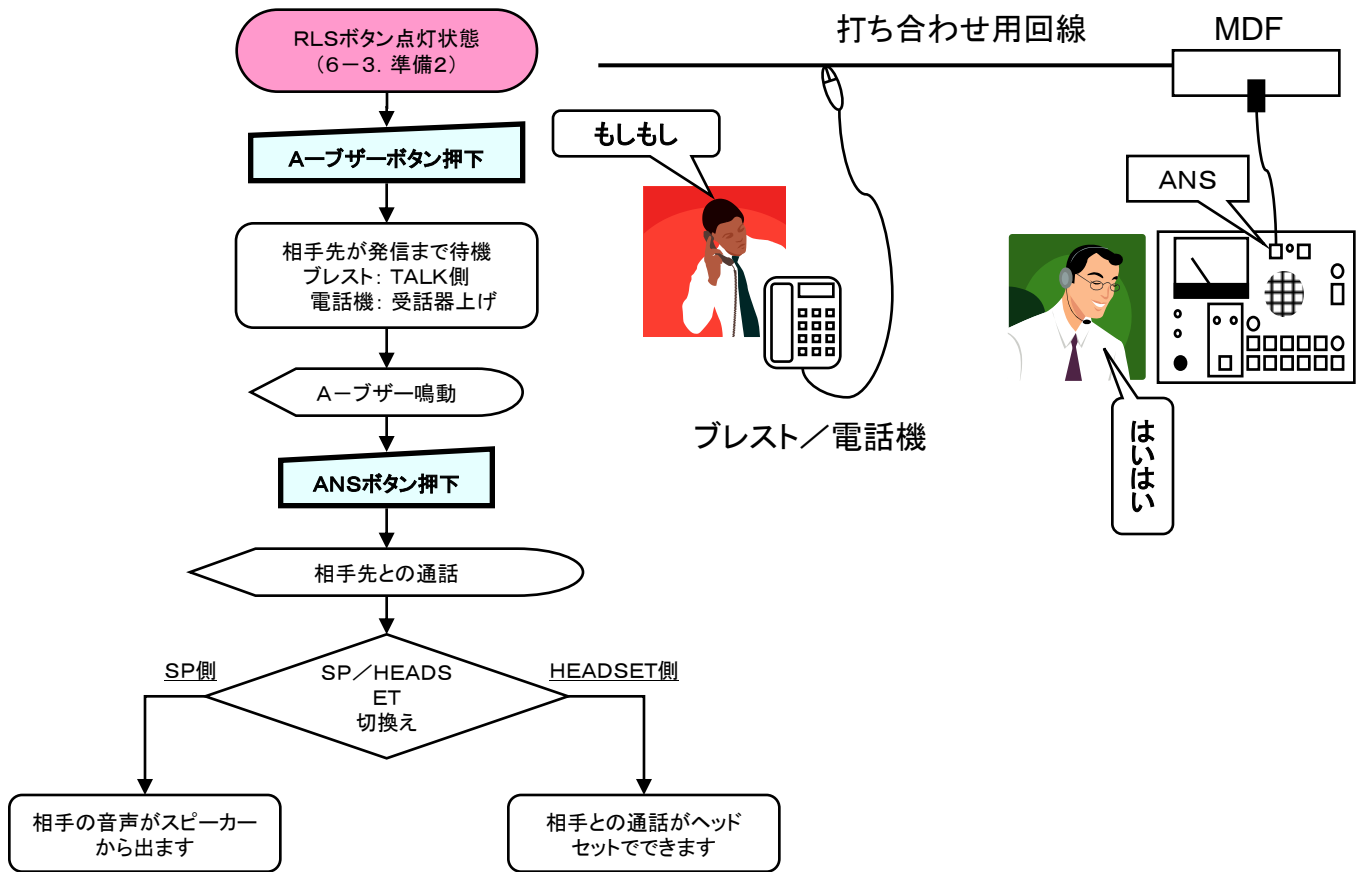 RLSボタン点灯状態
（６－３．準備２）
Aーブザーボタン押下
相手先が発信まで待機
ブレスト： TALK側
電話機： 受話器上げ
A－ブザー鳴動
ANSボタン押下
相手先との通話
SP側
SP／HEADS
ET
切換え
HEADSET側
相手の音声がスピーカー
から出ます
相手との通話がヘッド
セットでできます
打ち合わせ用回線
MDF
もしもし
ANS
はいはい
ブレスト／電話機